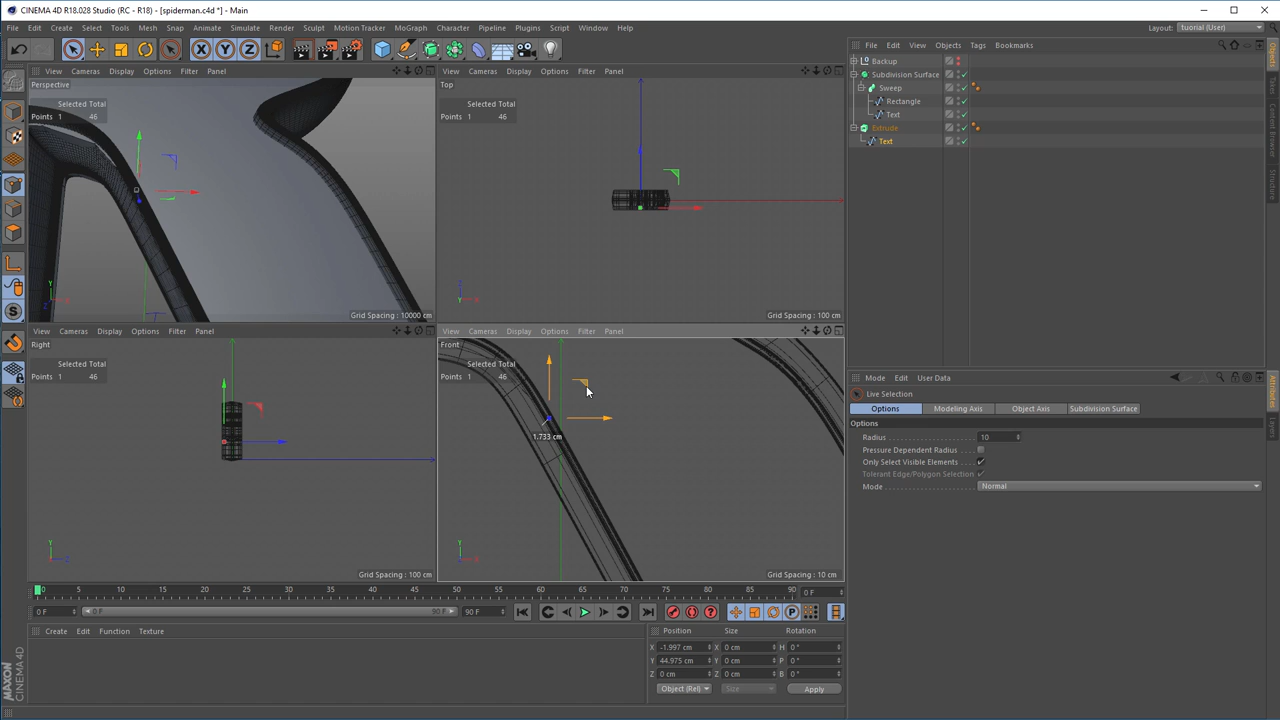 CINEMA 4D R18.028 Studio (RC - R18) - [spiderman.c4d *] - Main
File Edit Create Select Tools Mesh Snap Animate Simulate Render Sculpt Motion Tracker MoGraph Character Pipeline Plugins Script Window Help
Layout: tuorial (User)
File Edit View Objects Tags Bookmarks
View Cameras Display Options Filter Panel
Perspective
Selected Total
Points 1 46
Grid Spacing : 10000 cm
View Cameras Display Options Filter Panel
Top
Selected Total
Points 1 46
Grid Spacing : 100 cm
View Cameras Display Options Filter Panel
Right
Selected Total
Points 1 46
Grid Spacing : 100 cm
View Cameras Display Options Filter Panel
Front
Selected Total
Points 1 46
1.733 cm
Grid Spacing : 10 cm
Backup
Subdivision Surface
Sweep
Rectangle
Text
Extrude
Text
Objects
Takes
Content Browser
Structure
Attributes
Layers
Mode Edit User Data
Live Selection
Options Modeling Axis Object Axis Subdivision Surface
Options
Radius 10
Pressure Dependent Radius
Only Select Visible Elements
Tolerant Edge/Polygon Selection
Mode Normal
0 5 10 15 20 25 30 35 40 45 50 55 60 65 70 75 80 85 90 0 F
0 F 0 F 90 F 90 F
Create Edit Function Texture
Position Size Rotation
X -1.997 cm X 0 cm H 0 °
Y 44.975 cm Y 0 cm P 0 °
Z 0 cm Z 0 cm B 0 °
Object (Rel) Size Apply
MAXON
CINEMA 4D